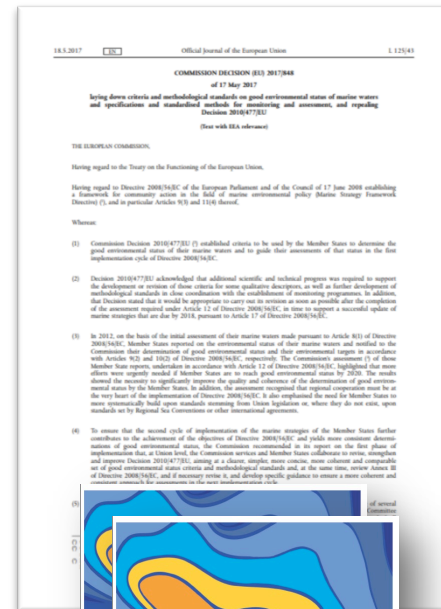 18.5.2017 EN Official Journal of the European Union L 125/43
COMMISSION DECISION (EU) 2017/848
of 17 May 2017
laying down criteria and methodological standards on good environmental status of marine waters
and specifications and standardised methods for monitoring and assessment, and repealing
Decision 2010/477/EU
(Text with EEA relevance)
THE EUROPEAN COMMISSION,
Having regard to the Treaty on the Functioning of the European Union,
Having regard to Directive 2008/56/EC of the European Parliament and of the Council of 17 June 2008 establishing
a framework for community action in the field of marine environmental policy (Marine Strategy Framework
Directive) (¹), and in particular Articles 9(3) and 11(4) thereof,
Whereas:
(1) Commission Decision 2010/477/EU (²) established criteria to be used by the Member States to determine the
good environmental status of their marine waters and to guide their assessments of that status in the first
implementation cycle of Directive 2008/56/EC.
(2) Decision 2010/477/EU acknowledged that additional scientific and technical progress was required to support
the development or revision of those criteria for some qualitative descriptors, as well as further development of
methodological standards in close coordination with the establishment of monitoring programmes. In addition,
that Decision stated that it would be appropriate to carry out its revision as soon as possible after the completion
of the assessment required under Article 12 of Directive 2008/56/EC, in time to support a successful update of
marine strategies that are due by 2018, pursuant to Article 17 of Directive 2008/56/EC.
(3) In 2012, on the basis of the initial assessment of their marine waters made pursuant to Article 8(1) of Directive
2008/56/EC, Member States reported on the environmental status of their marine waters and notified to the
Commission their determination of good environmental status and their environmental targets in accordance
with Articles 9(2) and 10(2) of Directive 2008/56/EC, respectively. The Commission's assessment (³) of those
Member State reports, undertaken in accordance with Article 12 of Directive 2008/56/EC, highlighted that more
efforts were urgently needed if Member States are to reach good environmental status by 2020. The results
showed the necessity to significantly improve the quality and coherence of the determination of good environ-
mental status by the Member States. In addition, the assessment recognised that regional cooperation must be at
the very heart of the implementation of Directive 2008/56/EC. It also emphasised the need for Member States to
more systematically build upon standards stemming from Union legislation or, where they do not exist, upon
standards set by Regional Sea Conventions or other international agreements.
(4) To ensure that the second cycle of implementation of the marine strategies of the Member States further
contributes to the achievement of the objectives of Directive 2008/56/EC and yields more consistent determi-
nations of good environmental status, the Commission recommended in its report on the first phase of
implementation that, at Union level, the Commission services and Member States collaborate to revise, strengthen
and improve Decision 2010/477/EU, aiming at a clearer, simpler, more concise, more coherent and comparable
set of good environmental status criteria and methodological standards and, at the same time, review Annex III
of Directive 2008/56/EC, and if necessary revise it, and develop specific guidance to ensure a more coherent and
consistent approach for assessments in the next implementation cycle.
(5) of several
Committee